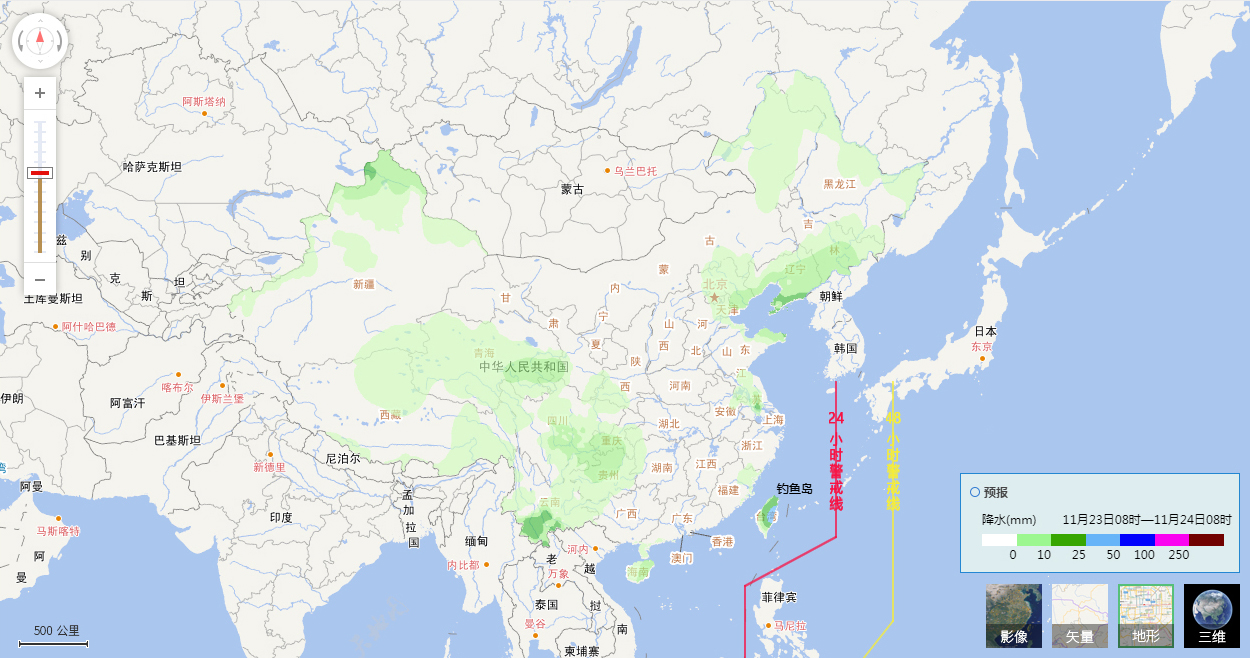 阿斯塔纳
哈萨克斯坦
乌兰巴托
蒙古
黑龙江
吉
林
古
蒙
内
辽宁
北京
天津
朝鲜
韩国
日本
东京
兹
别
克
斯
坦
土库曼斯坦
阿什哈巴德
新疆
甘
肃
宁
夏
山
西
河
北
山
东
陕
西
青海
中华人民共和国
河南
江
苏
安徽
上海
喀布尔
伊斯兰堡
伊朗
阿富汗
巴基斯坦
新德里
西藏
四川
重庆
湖北
浙江
尼泊尔
贵州
湖南
江西
福建
钓鱼岛
台湾
云南
广西
广东
香港
澳门
海南
湾
阿曼
马斯喀特
阿
曼
印度
孟
加
拉
国
缅甸
内比都
河内
老
挝
万象
越
南
泰国
曼谷
柬埔寨
菲律宾
马尼拉
24
小
时
警
戒
线
48
小
时
警
戒
线
预报
降水(mm) 11月23日08时—11月24日08时
0 10 25 50 100 250
影像
矢量
地形
三维
500 公里